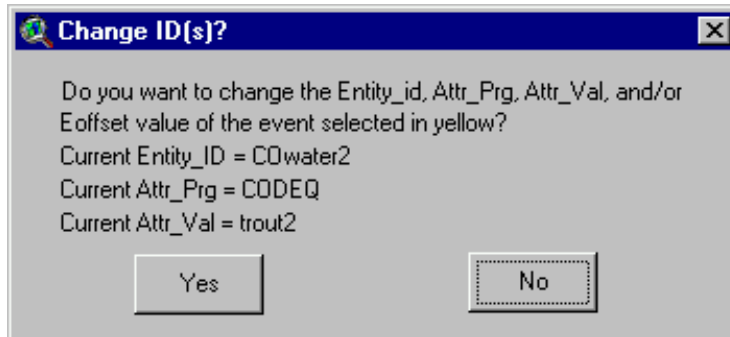 Change ID(s)?
Do you want to change the Entity_id, Attr_Prg, Attr_Val, and/or
Eoffset value of the event selected in yellow?
Current Entity_ID = COwater2
Current Attr_Prg = CODEQ
Current Attr_Val = trout2
Yes No